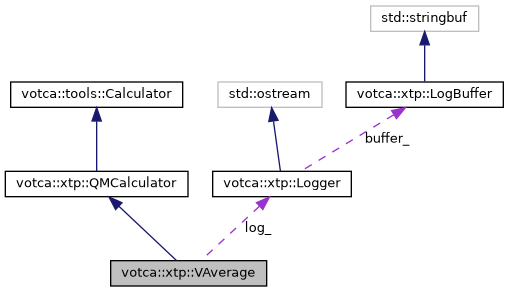 std::stringbuf
votca::tools::Calculator
std::ostream
votca::xtp::LogBuffer
buffer_
votca::xtp::QMCalculator
votca::xtp::Logger
log_
votca::xtp::VAverage